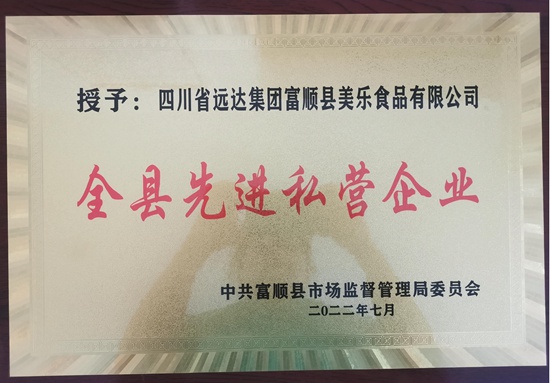 授予：四川省远达集团富顺县美乐食品有限公司
全县先进私营企业
中共富顺县市场监督管理局委员会
二〇二二年七月